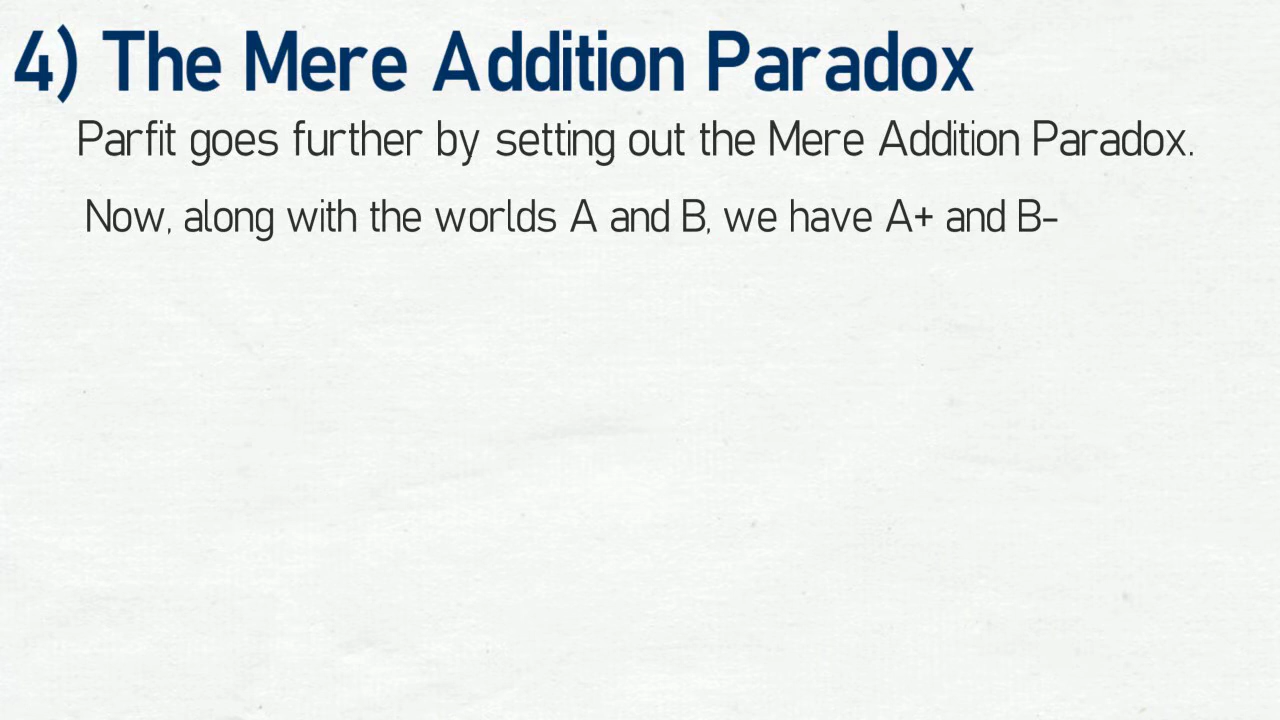 4) The Mere Addition Paradox
Parfit goes further by setting out the Mere Addition Paradox.
Now, along with the worlds A and B, we have A+ and B-